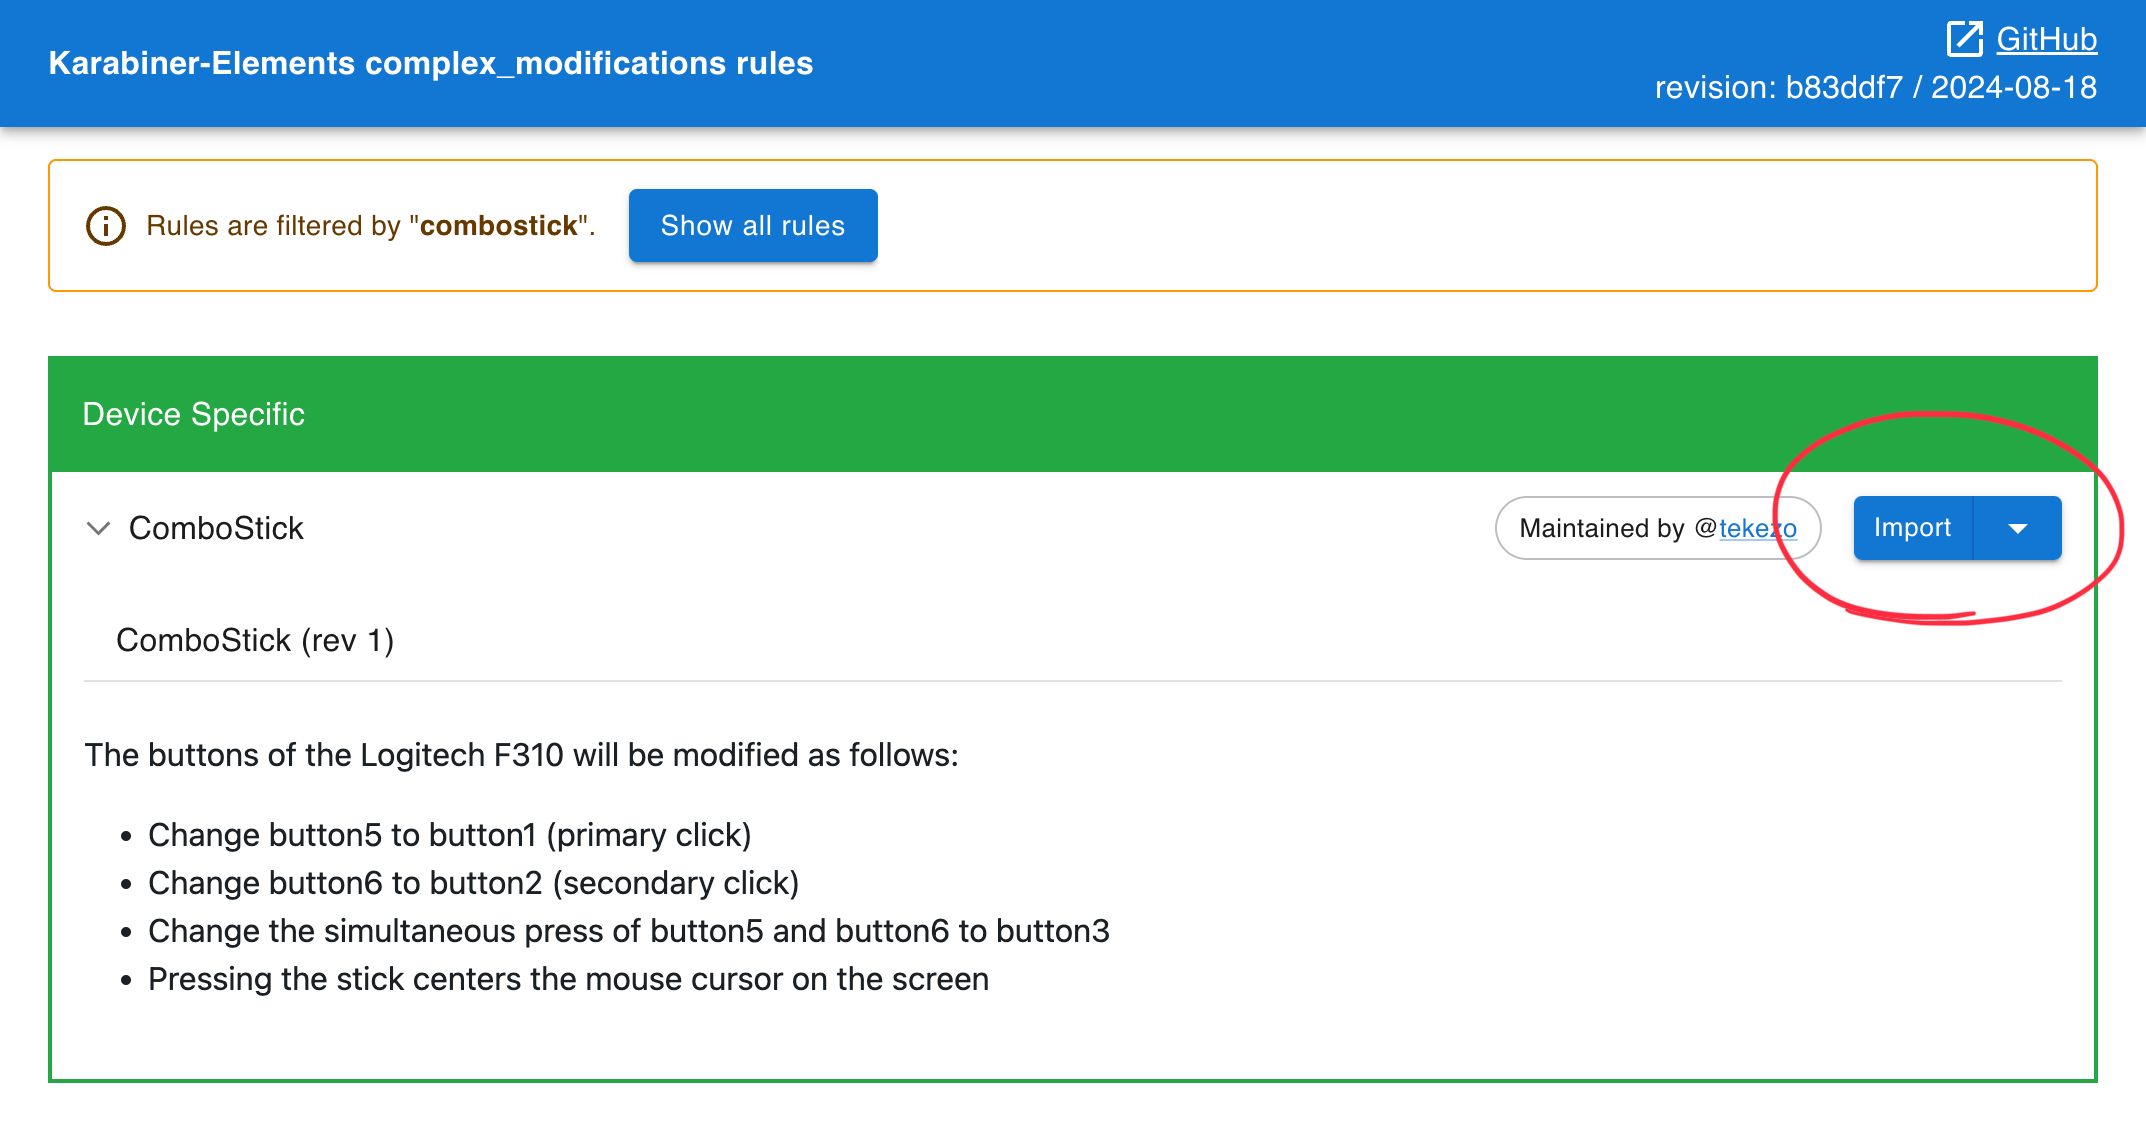 Karabiner-Elements complex_modifications rules
GitHub
revision: b83ddf7 / 2024-08-18
Rules are filtered by "combostick".
Show all rules
Device Specific
ComboStick
Maintained by @tekezo
Import
ComboStick (rev 1)
The buttons of the Logitech F310 will be modified as follows:
• Change button5 to button1 (primary click)
• Change button6 to button2 (secondary click)
• Change the simultaneous press of button5 and button6 to button3
• Pressing the stick centers the mouse cursor on the screen